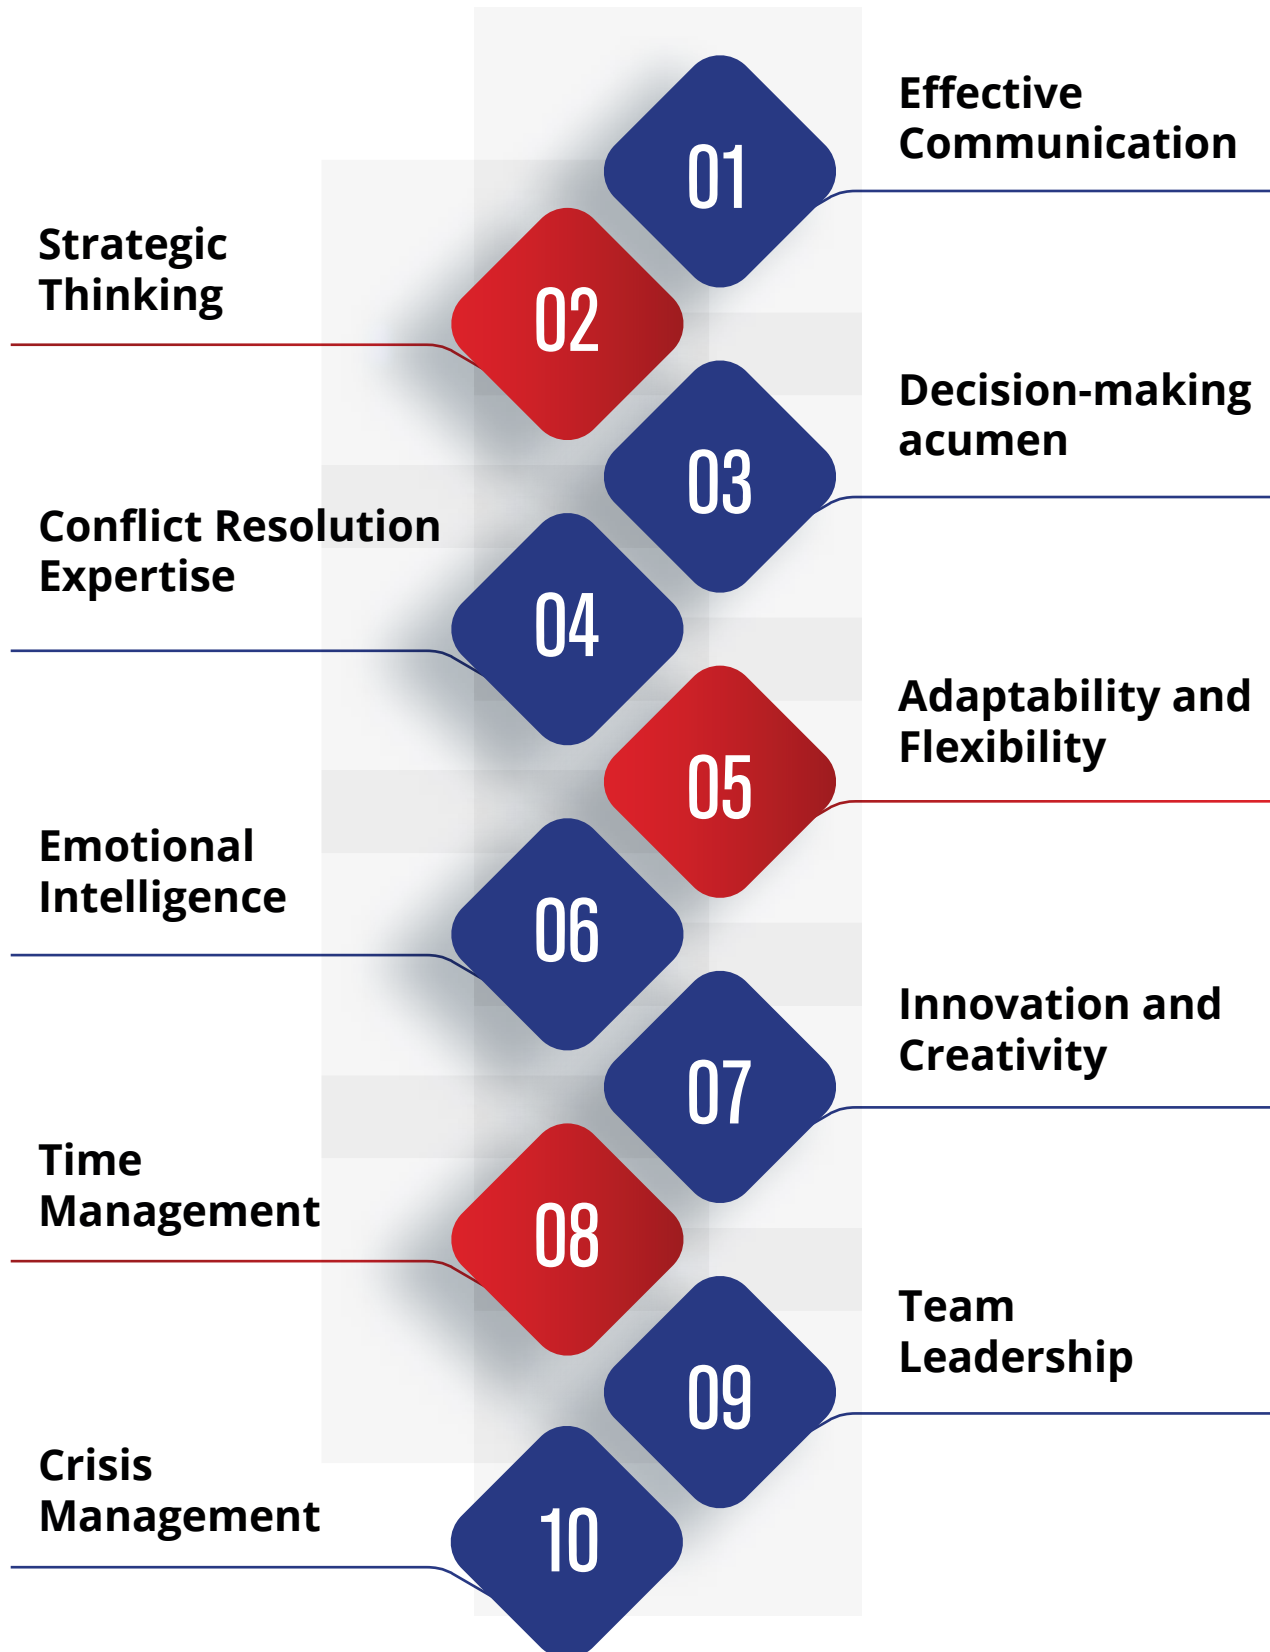 01
Effective
Communication
Strategic
Thinking
02
Decision-making
acumen
03
Conflict Resolution
Expertise
04
Adaptability and
Flexibility
05
Emotional
Intelligence
06
Innovation and
Creativity
07
Time
Management
08
Team
Leadership
09
Crisis
Management
10